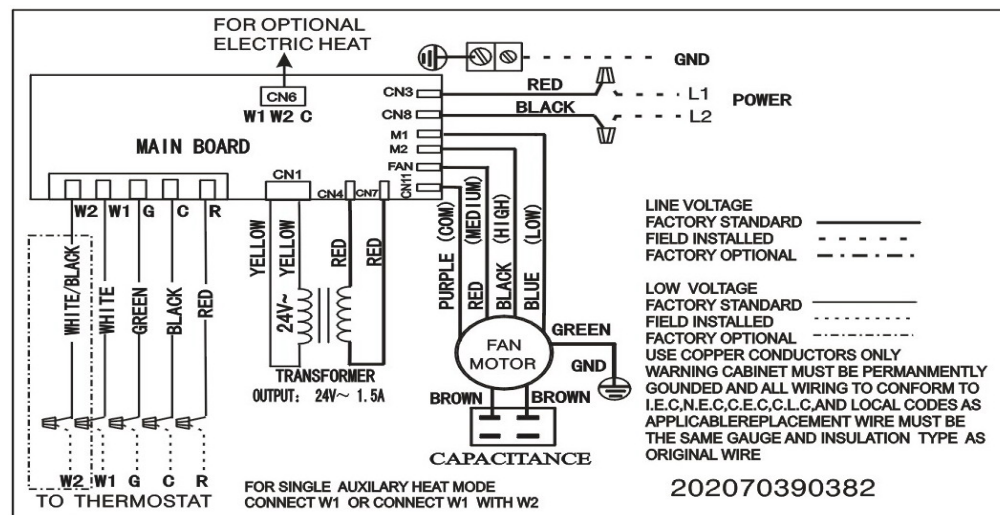 FOR OPTIONAL
ELECTRIC HEAT
GND
CN6
W1 W2 C
CN3
RED
L1
POWER
CN8
BLACK
L2
MAIN BOARD
M1
M2
FAN
CN11
CN1
CN4
CN7
W2 W1 G C R
WHITE/BLACK
WHITE
GREEN
BLACK
RED
YELLOW
YELLOW
RED
RED
24V~
PURPLE (COM)
RED (MEDIUM)
BLACK (HIGH)
BLUE (LOW)
TRANSFORMER
OUTPUT: 24V~ 1.5A
FAN
MOTOR
GREEN
GND
BROWN
BROWN
CAPACITANCE
W2 W1 G C R
TO THERMOSTAT
FOR SINGLE AUXILARY HEAT MODE
CONNECT W1 OR CONNECT W1 WITH W2
LINE VOLTAGE
FACTORY STANDARD
FIELD INSTALLED
FACTORY OPTIONAL
LOW VOLTAGE
FACTORY STANDARD
FIELD INSTALLED
FACTORY OPTIONAL
USE COPPER CONDUCTORS ONLY
WARNING CABINET MUST BE PERMANMENTLY
GOUNDED AND ALL WIRING TO CONFORM TO
I.E.C,N.E.C,C.E.C,C.L.C,AND LOCAL CODES AS
APPLICABLEREPLACEMENT WIRE MUST BE
THE SAME GAUGE AND INSULATION TYPE AS
ORIGINAL WIRE
202070390382